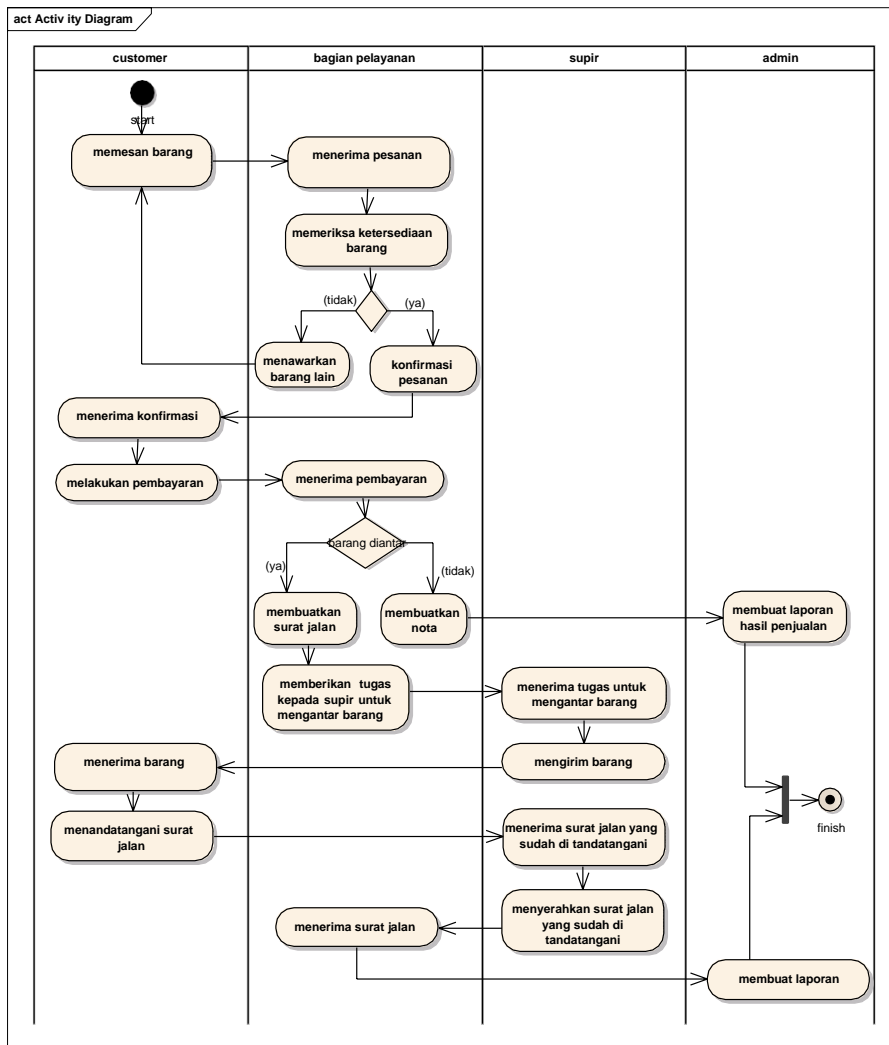 act Activ ity Diagram
customer
bagian pelayanan
supir
admin
start
memesan barang
menerima pesanan
memeriksa ketersediaan
barang
(tidak)
(ya)
menawarkan
barang lain
konfirmasi
pesanan
menerima konfirmasi
melakukan pembayaran
menerima pembayaran
barang diantar
(ya)
(tidak)
membuatkan
surat jalan
membuatkan
nota
membuat laporan
hasil penjualan
memberikan tugas
kepada supir untuk
mengantar barang
menerima tugas untuk
mengantar barang
menerima barang
mengirim barang
finish
menandatangani surat
jalan
menerima surat jalan yang
sudah di tandatangani
menerima surat jalan
menyerahkan surat jalan
yang sudah di
tandatangani
membuat laporan